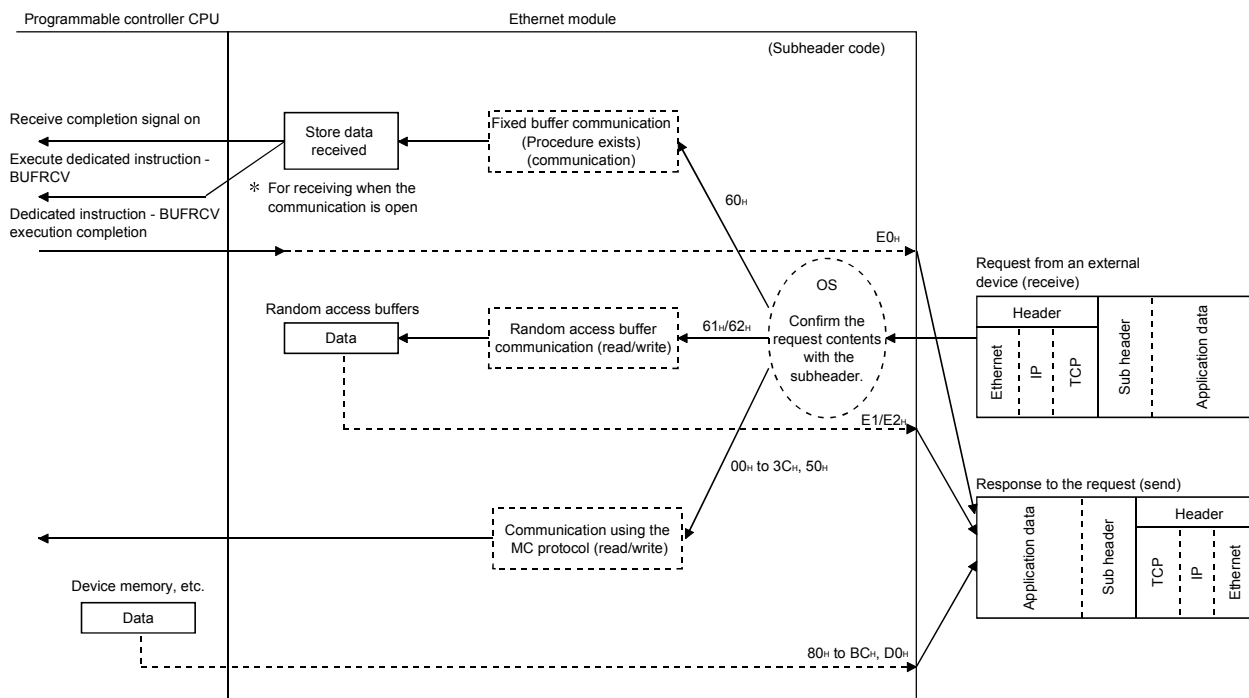 Programmable controller CPU
Ethernet module
(Subheader code)
Receive completion signal on
Execute dedicated instruction -
BUFRCV
Dedicated instruction - BUFRCV
execution completion
Store data
received
* For receiving when the
communication is open
Fixed buffer communication
(Procedure exists)
(communication)
60H
E0H
Request from an external
device (receive)
Header
Ethernet
IP
TCP
Sub header
Application data
OS
Confirm the
request contents
with the
subheader.
Random access buffers
Data
Random access buffer
communication (read/write)
61H/62H
E1/E2H
00H to 3CH, 50H
Response to the request (send)
Application data
Sub header
Header
TCP
IP
Ethernet
Communication using the
MC protocol (read/write)
Device memory, etc.
Data
80H to BCH, D0H